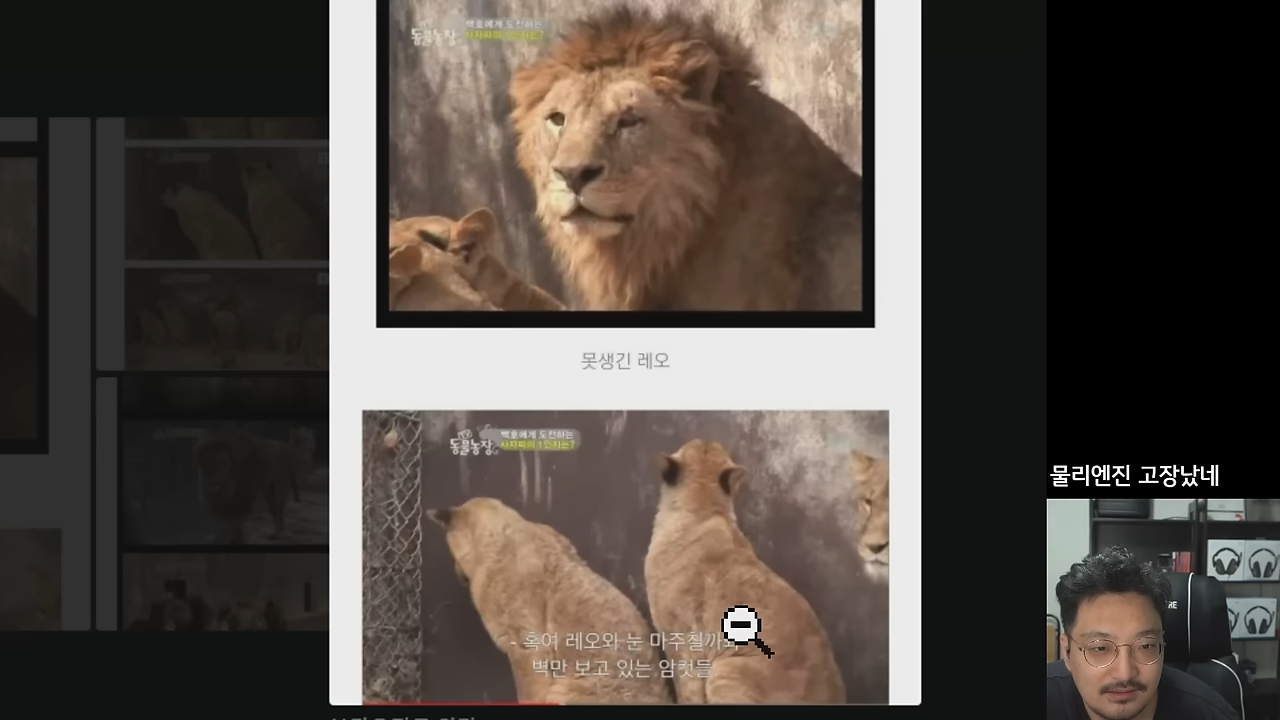 동물농장
백호에게 도전하는
사자파의 1인자는?
못생긴 레오
TV
동물농장
백호에게 도전하는
사자파의 1인자는?
- 혹여 레오와 눈 마주칠까봐
벽만 보고 있는 암컷들
물리엔진 고장났네